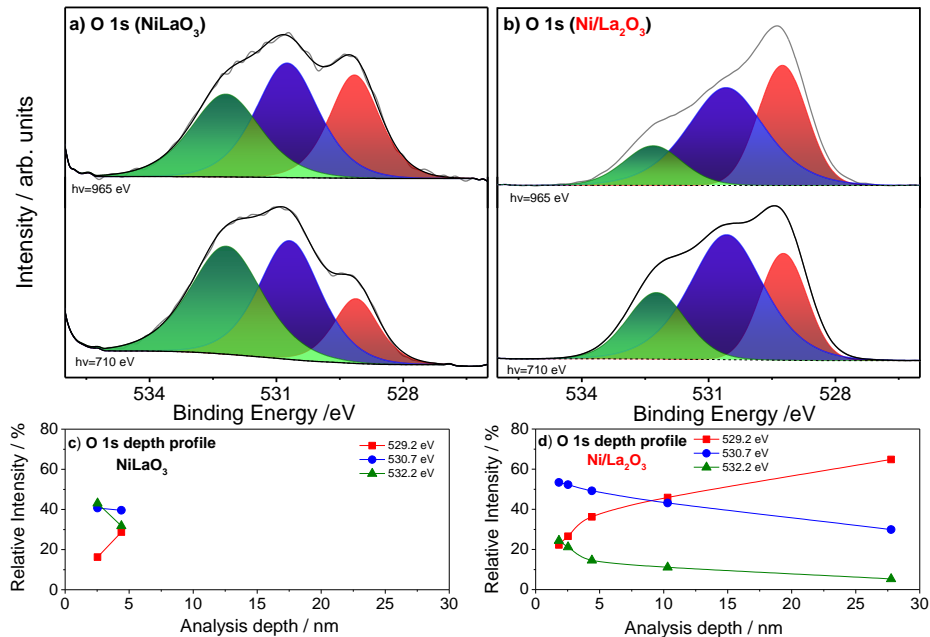 a) O 1s (NiLaO₃)
hν=965 eV
hν=710 eV
534
531
528
Binding Energy /eV
Intensity / arb. units
b) O 1s (Ni/La₂O₃)
hν=965 eV
hν=710 eV
534
531
528
Binding Energy /eV
c) O 1s depth profile
NiLaO₃
529.2 eV
530.7 eV
532.2 eV
80
60
40
20
0
0
5
10
15
20
25
30
Relative Intensity / %
Analysis depth / nm
d) O 1s depth profile
Ni/La₂O₃
529.2 eV
530.7 eV
532.2 eV
80
60
40
20
0
0
5
10
15
20
25
30
Relative Intensity / %
Analysis depth / nm